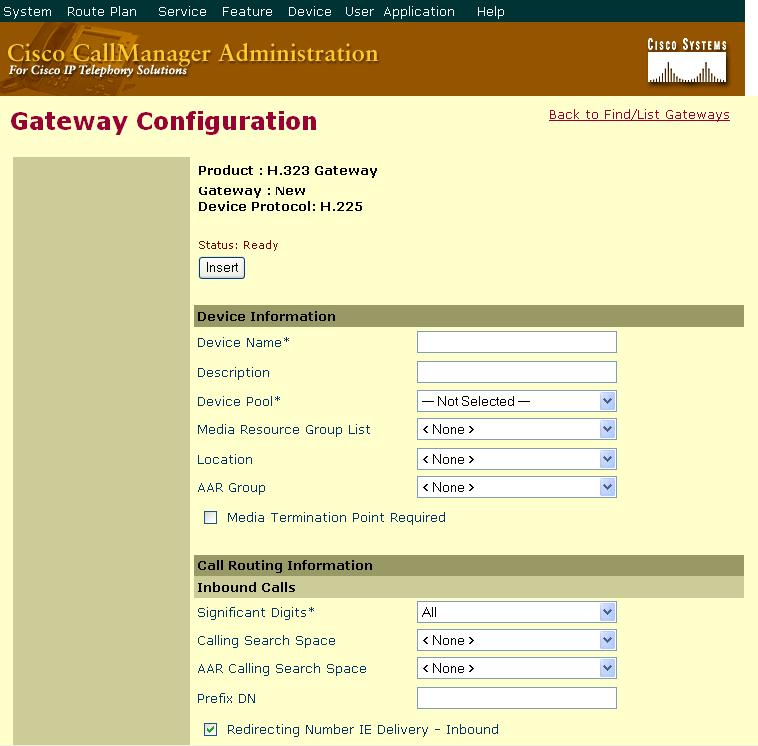 System Route Plan Service Feature Device User Application Help
Cisco CallManager Administration
For Cisco IP Telephony Solutions
CISCO SYSTEMS
Gateway Configuration
Back to Find/List Gateways
Product : H.323 Gateway
Gateway : New
Device Protocol: H.225
Status: Ready
Insert
Device Information
Device Name*
Description
Device Pool* — Not Selected —
Media Resource Group List < None >
Location < None >
AAR Group < None >
Media Termination Point Required
Call Routing Information
Inbound Calls
Significant Digits* All
Calling Search Space < None >
AAR Calling Search Space < None >
Prefix DN
Redirecting Number IE Delivery – Inbound